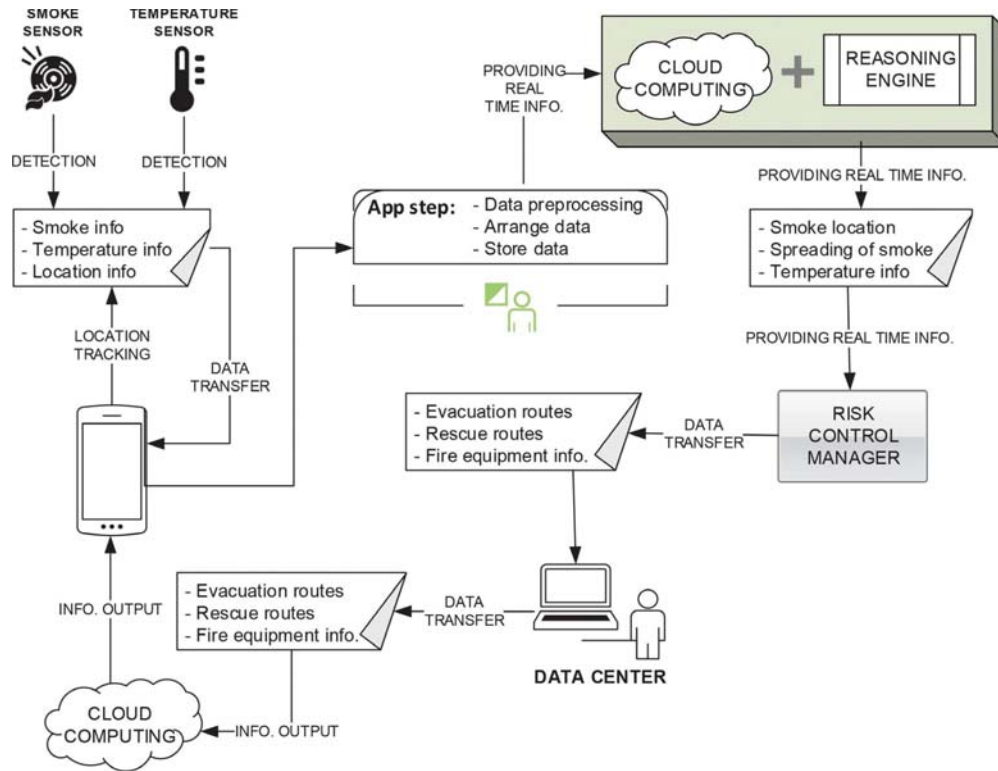 SMOKE
SENSOR
TEMPERATURE
SENSOR
DETECTION
DETECTION
- Smoke info
- Temperature info
- Location info
LOCATION
TRACKING
DATA
TRANSFER
App step:
- Data preprocessing
- Arrange data
- Store data
PROVIDING
REAL
TIME INFO.
CLOUD
COMPUTING
+
REASONING
ENGINE
PROVIDING REAL TIME INFO.
- Smoke location
- Spreading of smoke
- Temperature info
PROVIDING REAL TIME INFO.
RISK
CONTROL
MANAGER
DATA
TRANSFER
- Evacuation routes
- Rescue routes
- Fire equipment info.
DATA CENTER
DATA
TRANSFER
- Evacuation routes
- Rescue routes
- Fire equipment info.
INFO. OUTPUT
CLOUD
COMPUTING
INFO. OUTPUT